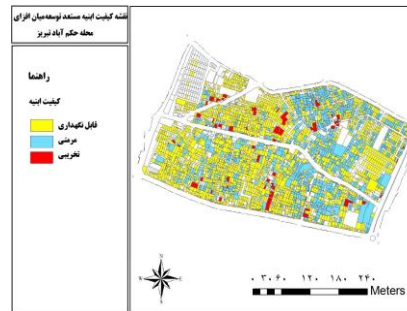 نقشه کیفیت ابنیه مستعد توسعه میان افزای
محله حکم آباد تبریز
راهنما
کیفیت ابنیه
قابل نگهداری
مرمتی
تخریبی
N
W
E
S
۰ ۳۰ ۶۰ ۱۲۰ ۱۸۰ ۲۴۰
Meters